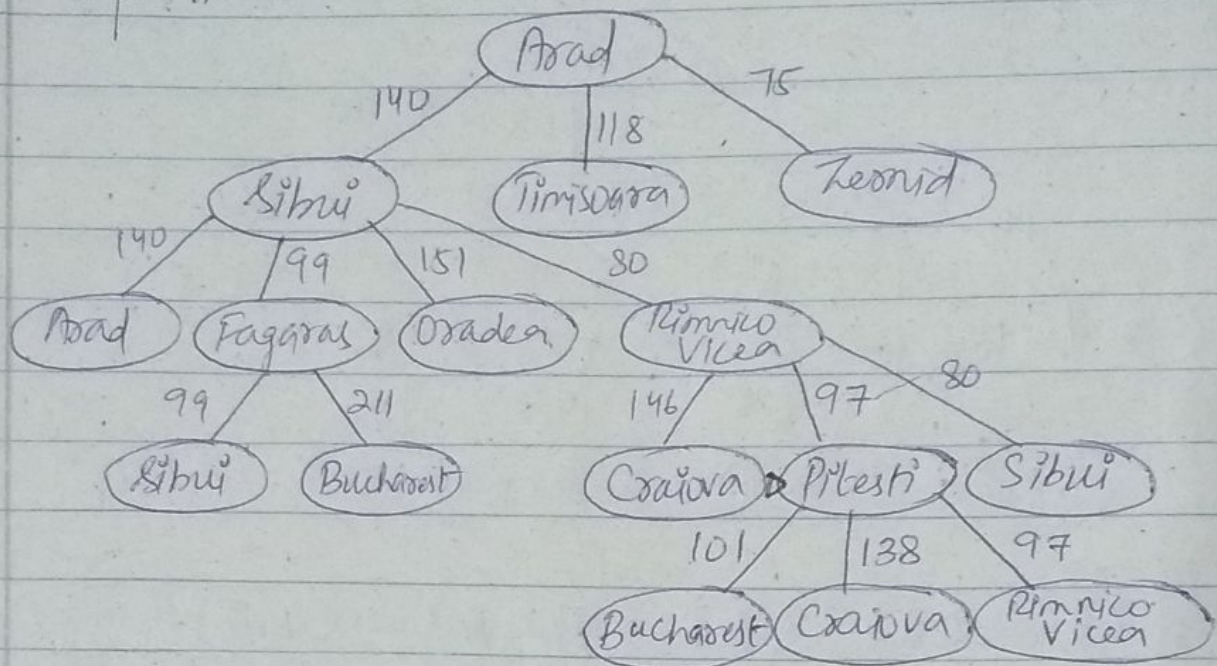 Arad
140 118 75
Sibui Timisoara Zernid
140 99 151 80
Arad Fagaras Oradea Rimnico
Vicea
99 211 146 97 80
Sibui Bucharest Craiova Pitesti Sibui
101 138 97
Bucharest Craiova Rimnico
Vicea